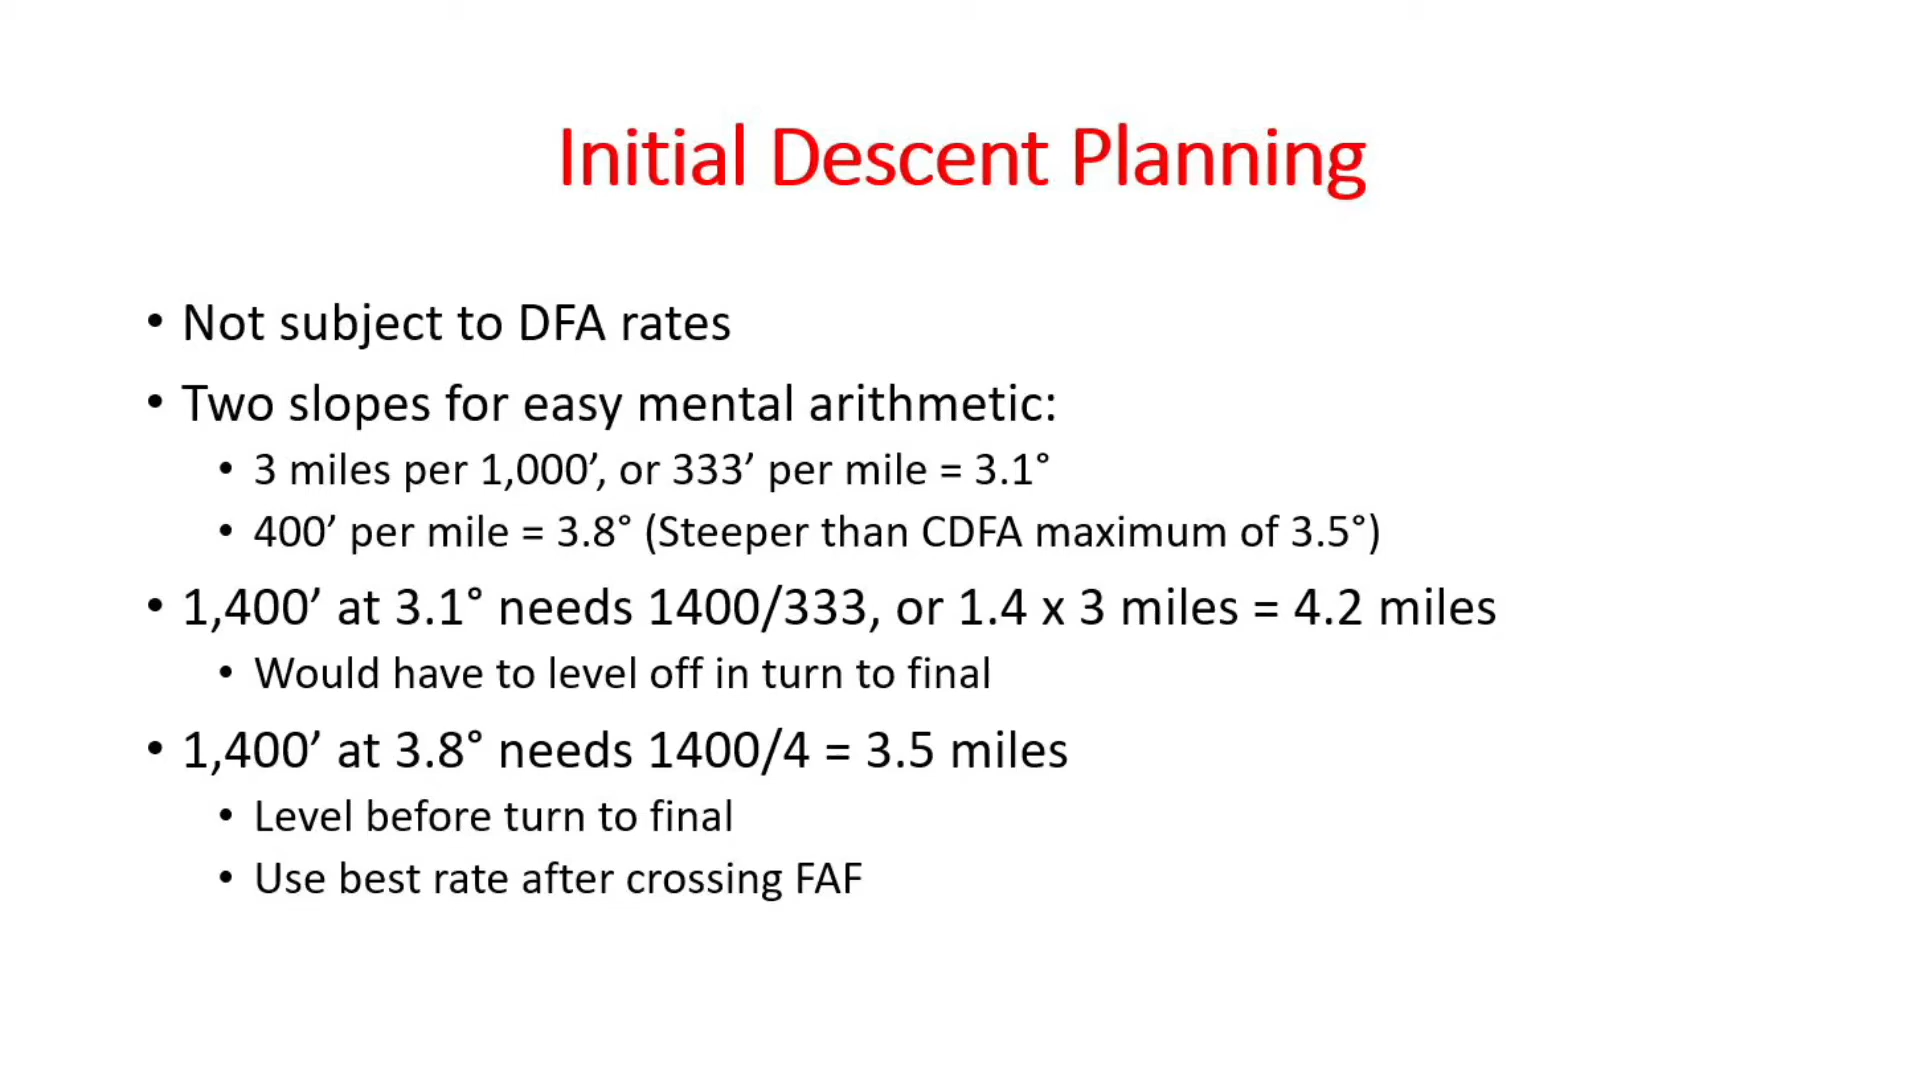 Initial Descent Planning
• Not subject to DFA rates
• Two slopes for easy mental arithmetic:
• 3 miles per 1,000’, or 333’ per mile = 3.1°
• 400’ per mile = 3.8° (Steeper than CDFA maximum of 3.5°)
• 1,400’ at 3.1° needs 1400/333, or 1.4 x 3 miles = 4.2 miles
• Would have to level off in turn to final
• 1,400’ at 3.8° needs 1400/4 = 3.5 miles
• Level before turn to final
• Use best rate after crossing FAF